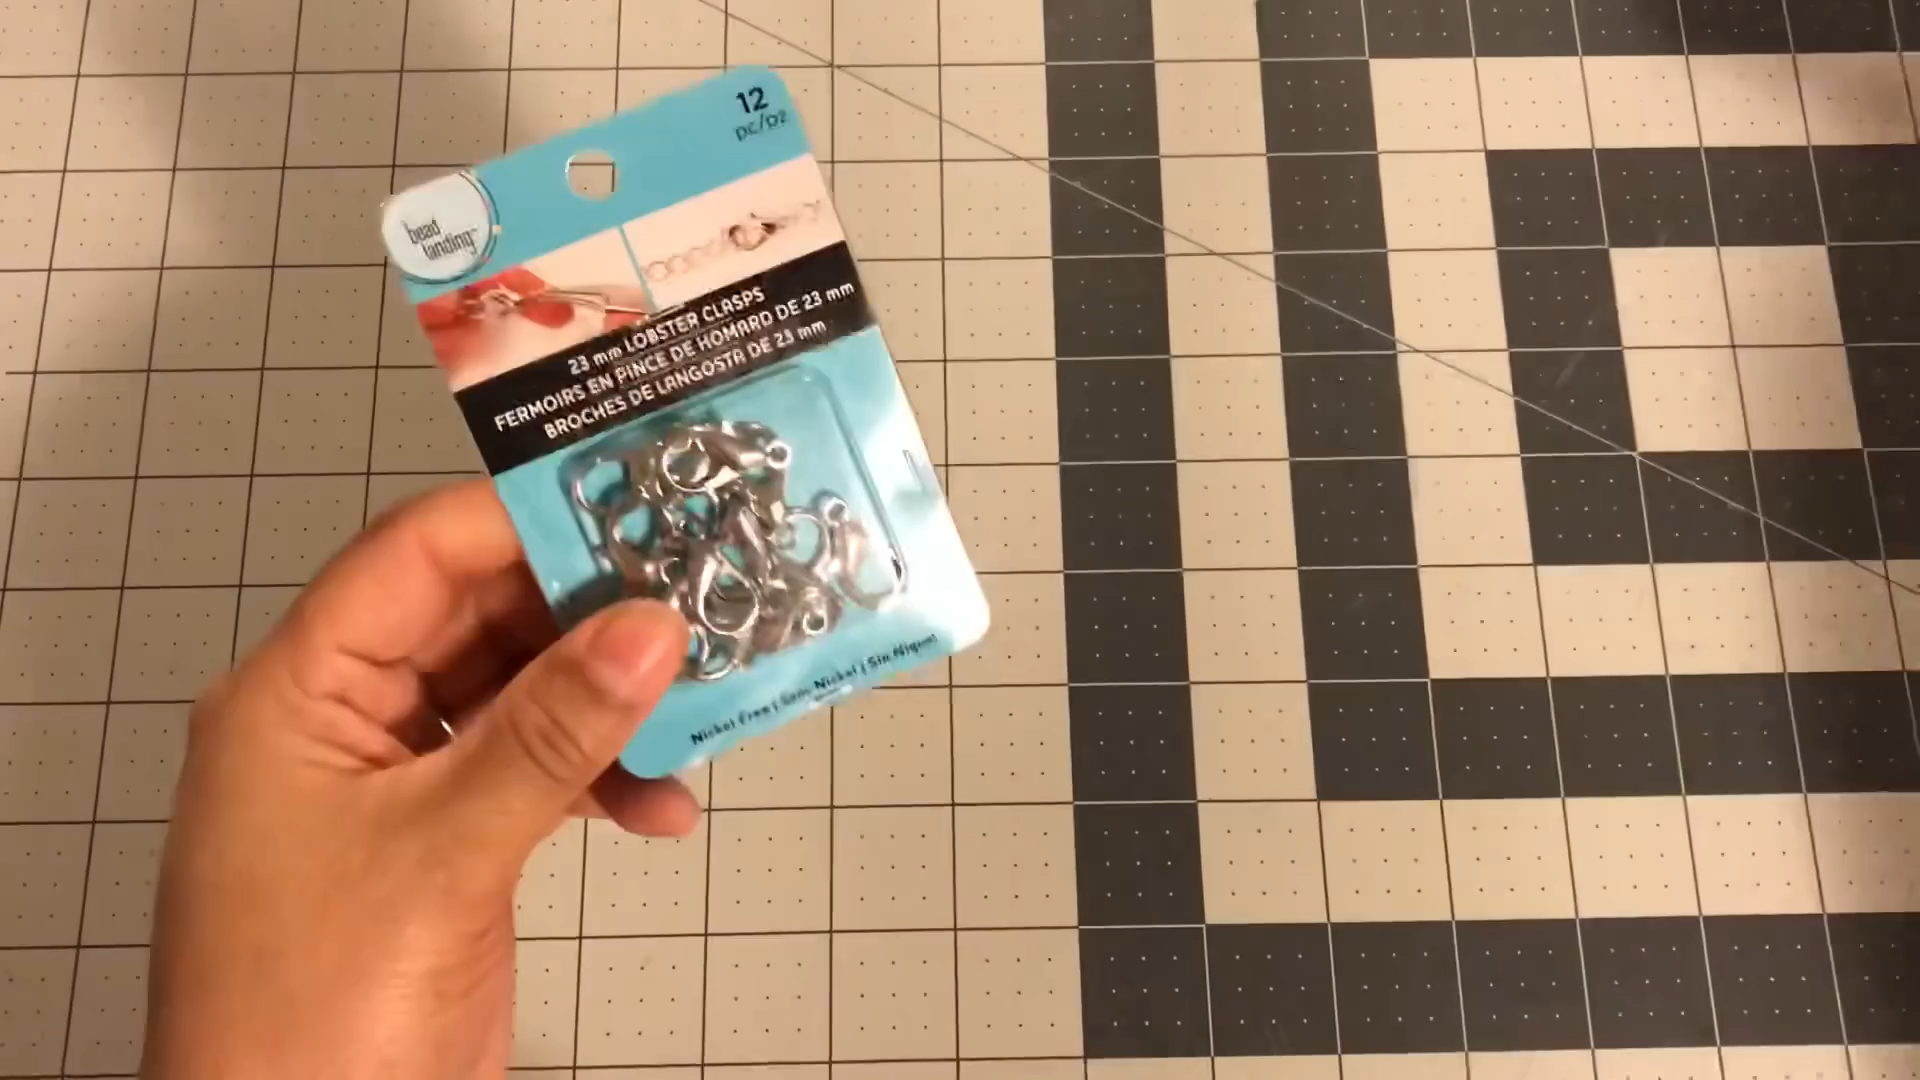 12
pc/pz
bead
landing
23 mm LOBSTER CLASPS
FERMOIRS EN PINCE DE HOMARD DE 23 mm
BROCHES DE LANGOSTA DE 23 mm
Nickel Free | Sans Nickel | Sin Níquel